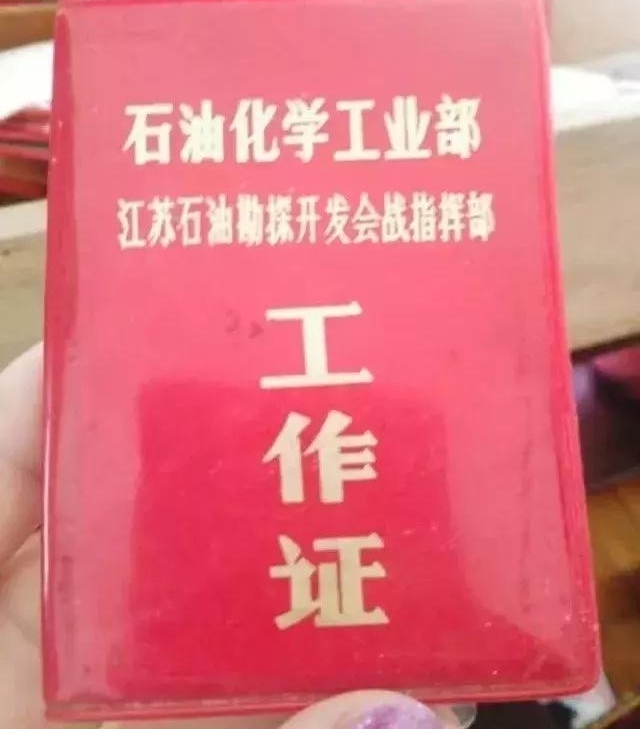 石油化学工业部
江苏石油勘探开发会战指挥部
工
作
证